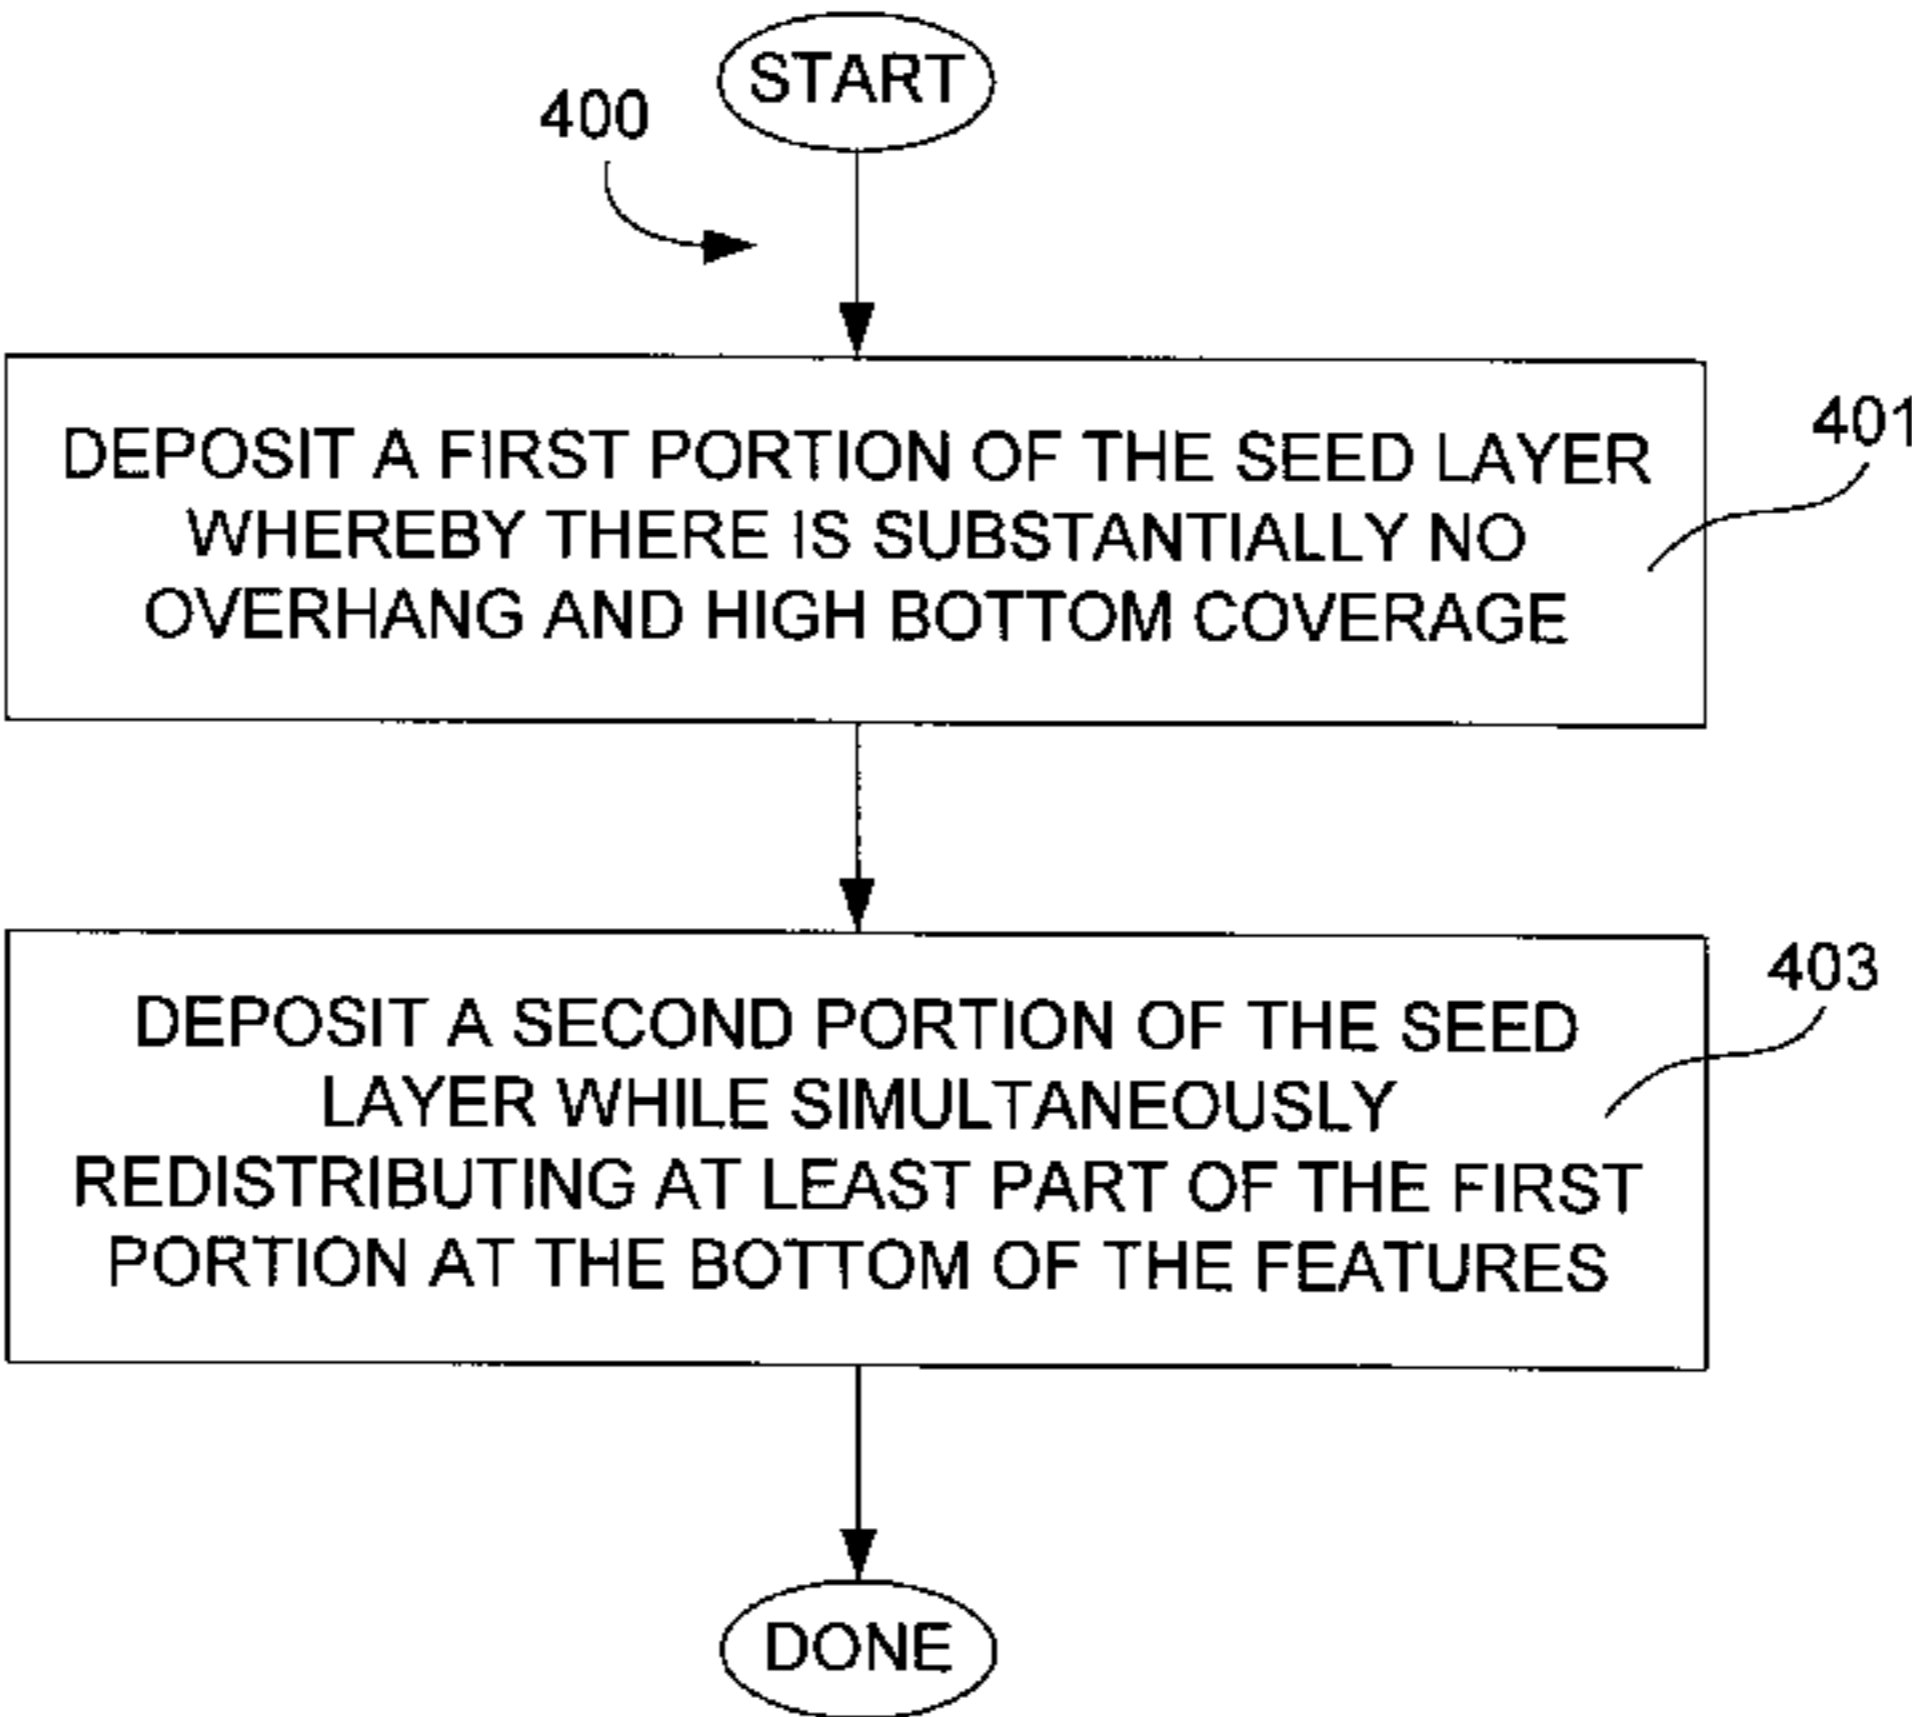 START
400
DEPOSIT A FIRST PORTION OF THE SEED LAYER
WHEREBY THERE IS SUBSTANTIALLY NO
OVERHANG AND HIGH BOTTOM COVERAGE
401
DEPOSIT A SECOND PORTION OF THE SEED
LAYER WHILE SIMULTANEOUSLY
REDISTRIBUTING AT LEAST PART OF THE FIRST
PORTION AT THE BOTTOM OF THE FEATURES
403
DONE